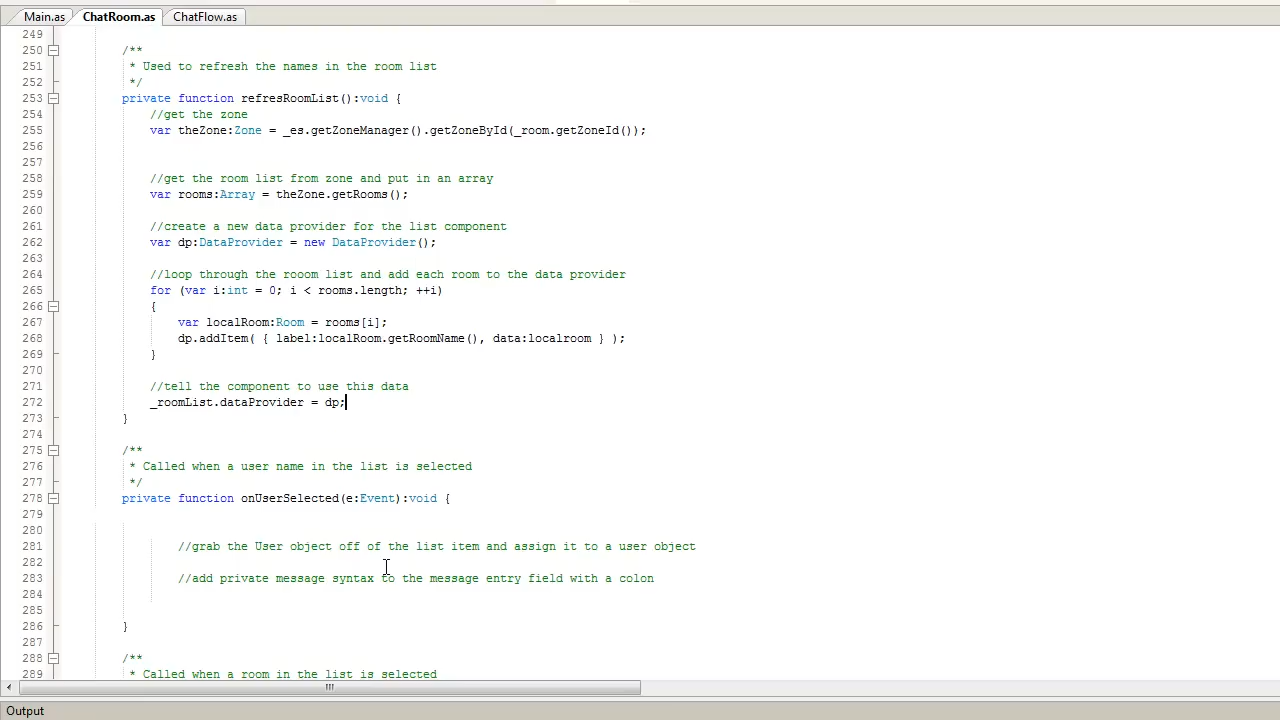 Main.as ChatRoom.as ChatFlow.as
249
250 /**
251 * Used to refresh the names in the room list
252 */
253 private function refresRoomList():void {
254 //get the zone
255 var theZone:Zone = _es.getZoneManager().getZoneById(_room.getZoneId());
256
257
258 //get the room list from zone and put in an array
259 var rooms:Array = theZone.getRooms();
260
261 //create a new data provider for the list component
262 var dp:DataProvider = new DataProvider();
263
264 //loop through the rooom list and add each room to the data provider
265 for (var i:int = 0; i < rooms.length; ++i)
266 {
267 var localRoom:Room = rooms[i];
268 dp.addItem( { label:localRoom.getRoomName(), data:localroom } );
269 }
270
271 //tell the component to use this data
272 _roomList.dataProvider = dp;
273 }
274
275 /**
276 * Called when a user name in the list is selected
277 */
278 private function onUserSelected(e:Event):void {
279
280
281 //grab the User object off of the list item and assign it to a user object
282
283 //add private message syntax to the message entry field with a colon
284
285
286 }
287
288 /**
289 * Called when a room in the list is selected
Output